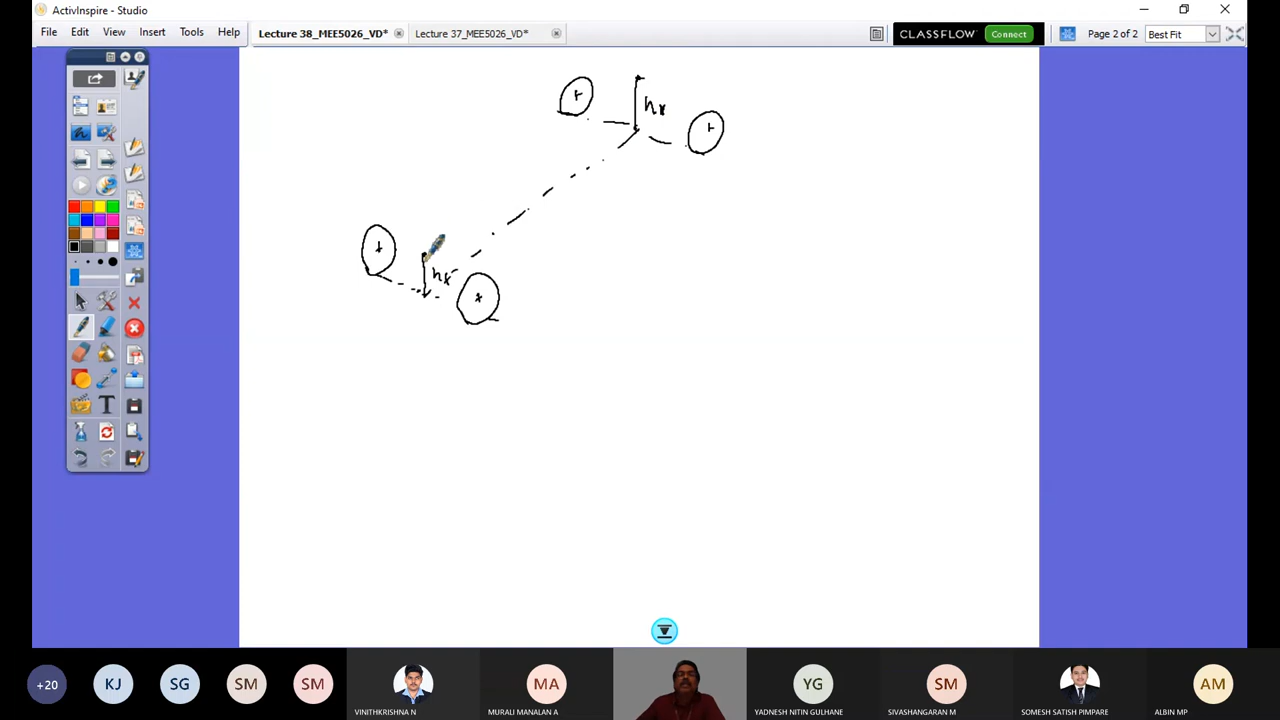 ActivInspire - Studio
File Edit View Insert Tools Help
Lecture 38_MEE5026_VD*
Lecture 37_MEE5026_VD*
CLASSFLOW Connect
Page 2 of 2
Best Fit
hr
hr
T
+20
KJ
SG
SM
SM
VINITHKRISHNA N
MA
MURALI MANALAN A
YG
YADNESH NITIN GULHANE
SM
SIVASHANGARAN M
SOMESH SATISH PIMPARE
AM
ALBIN MP